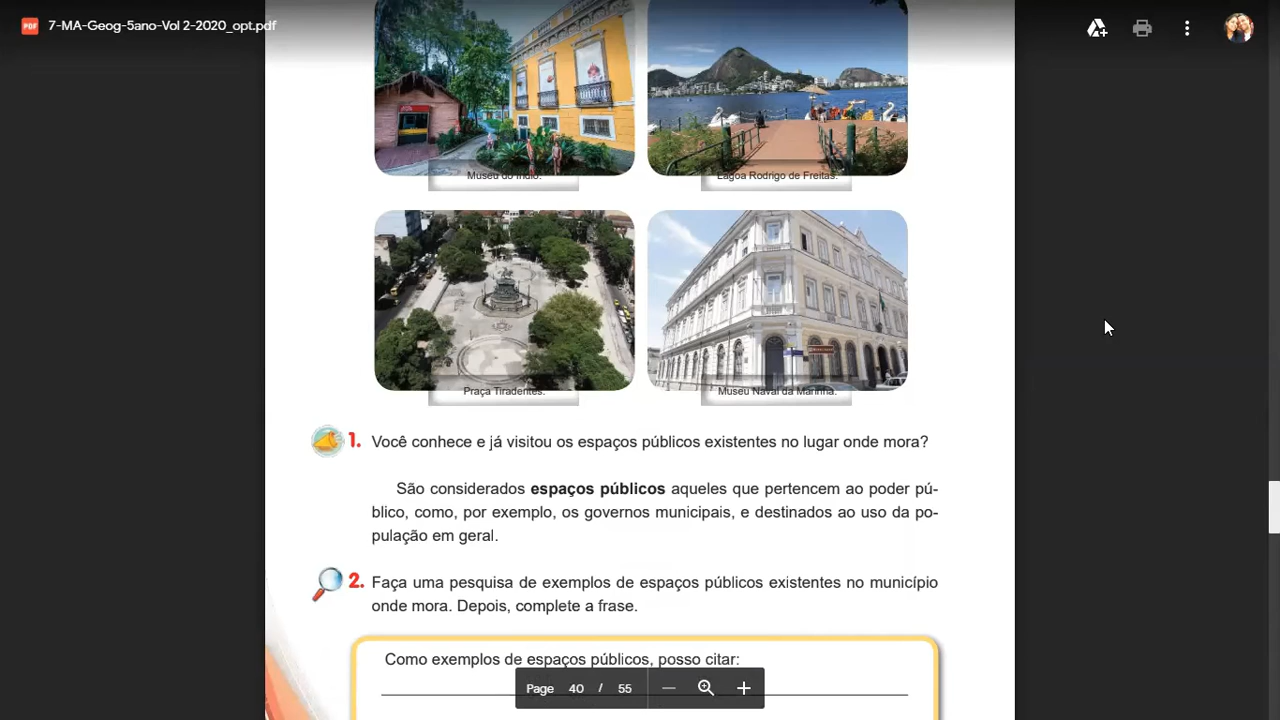 7-MA-Geog-5ano-Vol 2-2020_opt.pdf
Museu do Índio.
Lagoa Rodrigo de Freitas.
Praça Tiradentes.
Museu Naval da Marinha.
1. Você conhece e já visitou os espaços públicos existentes no lugar onde mora?
São considerados espaços públicos aqueles que pertencem ao poder pú-
blico, como, por exemplo, os governos municipais, e destinados ao uso da po-
pulação em geral.
2. Faça uma pesquisa de exemplos de espaços públicos existentes no município
onde mora. Depois, complete a frase.
Como exemplos de espaços públicos, posso citar:
Page 40 / 55